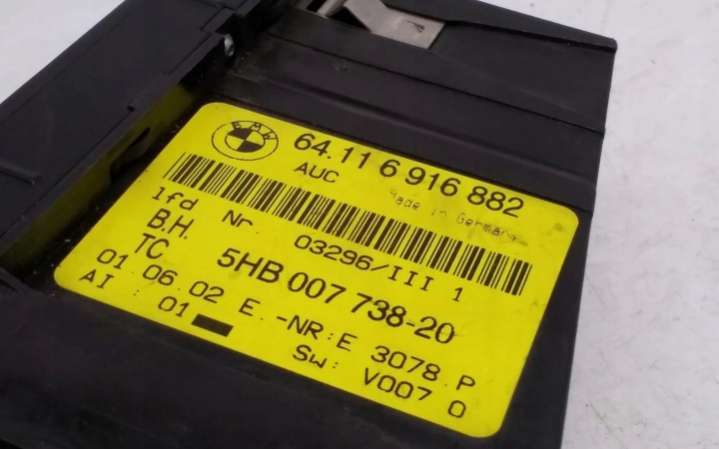 BMW
64.11 6 916 882
AUC
Made in Germany
lfd Nr. 03296/III 1
B.H.
TC 5HB 007 738-20
01 06.02 E.-NR:E 3078.P
AI : 01 SW: V007 0